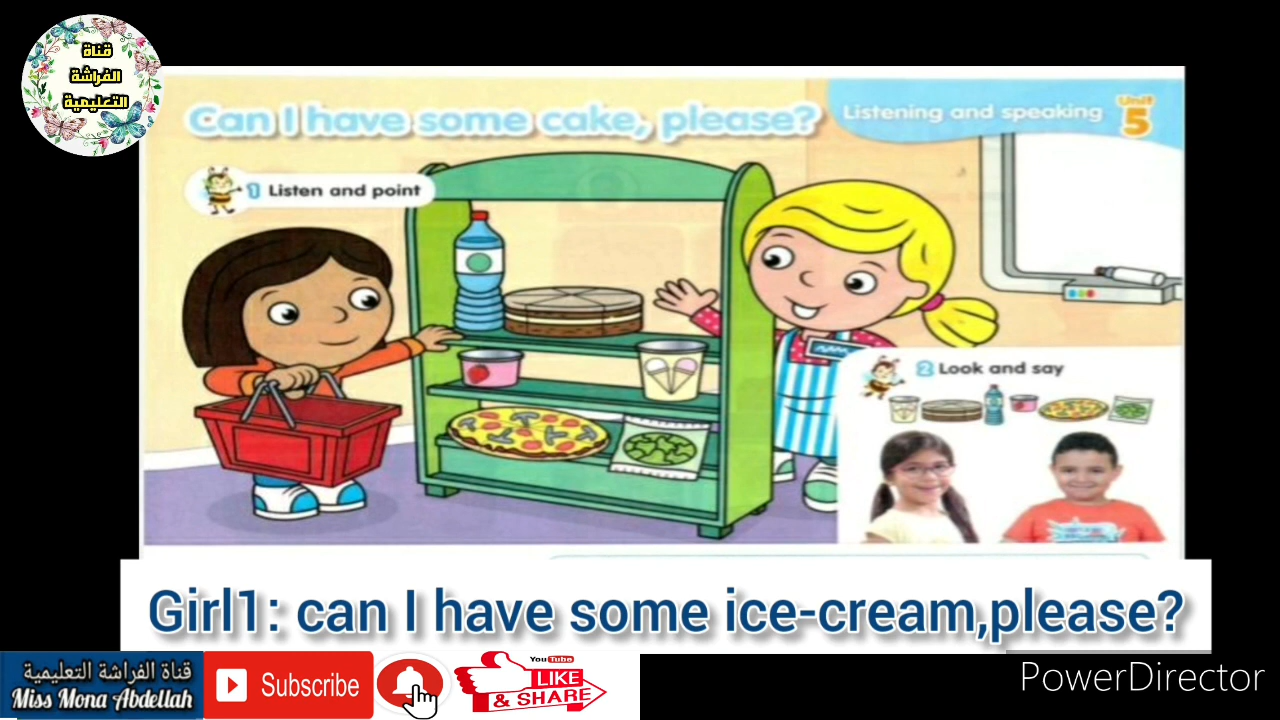 قناة
الفراشة
التعليمية
Can I have some cake, please?
Listening and speaking
Unit
5
1 Listen and point
2 Look and say
Girl1: can I have some ice-cream,please?
قناة الفراشة التعليمية
Miss Mona Abdellah
Subscribe
YouTube
LIKE
& SHARE
PowerDirector